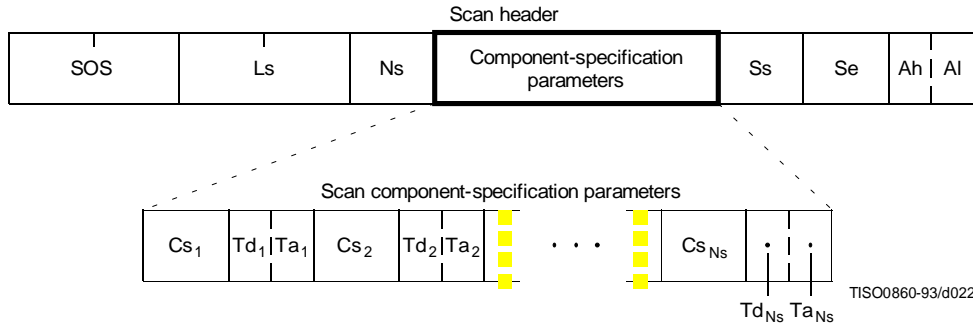 Scan header
SOS Ls Ns Component-specification parameters Ss Se Ah Al
Scan component-specification parameters
Cs1 Td1 Ta1 Cs2 Td2 Ta2 . . . CsNs
TdNs TaNs
TISO0860-93/d022